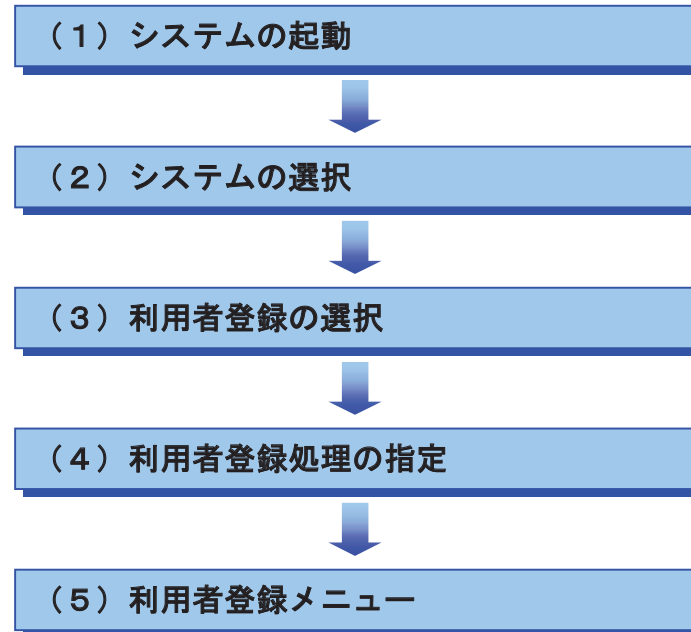 （１）システムの起動
（２）システムの選択
（３）利用者登録の選択
（４）利用者登録処理の指定
（５）利用者登録メニュー